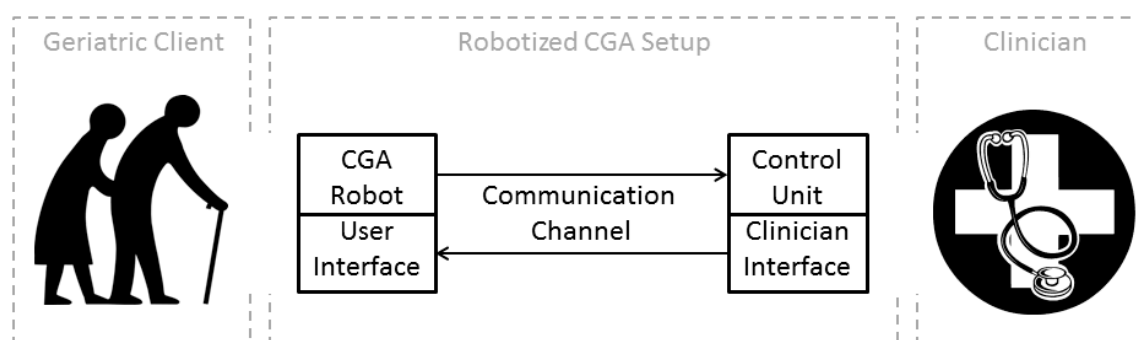 Geriatric Client
Robotized CGA Setup
Clinician
CGA
Robot
User
Interface
Communication
Channel
Control
Unit
Clinician
Interface